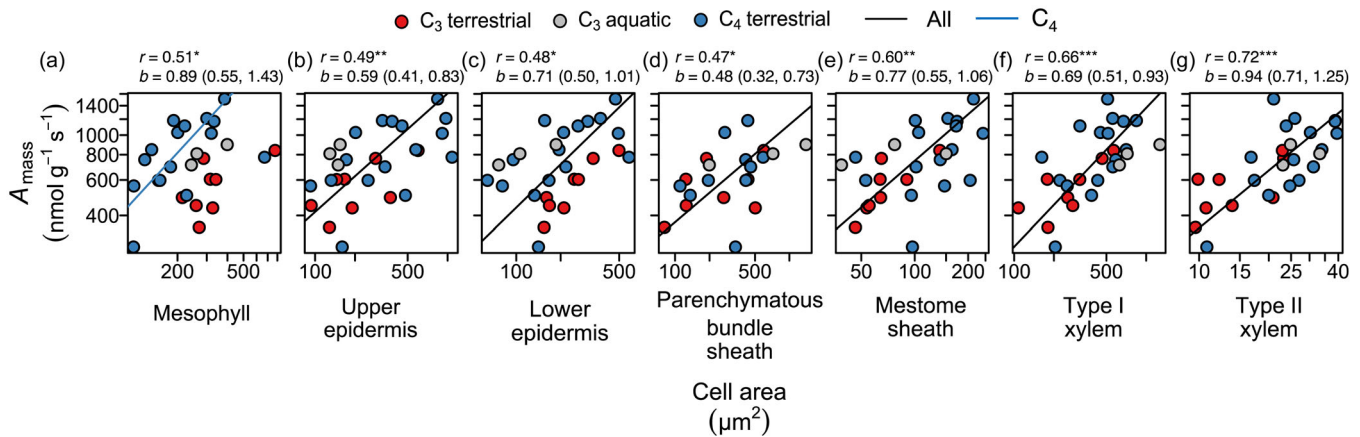 C₃ terrestrial C₃ aquatic C₄ terrestrial All C₄
(a) r = 0.51*
b = 0.89 (0.55, 1.43)
(b) r = 0.49**
b = 0.59 (0.41, 0.83)
(c) r = 0.48*
b = 0.71 (0.50, 1.01)
(d) r = 0.47*
b = 0.48 (0.32, 0.73)
(e) r = 0.60**
b = 0.77 (0.55, 1.06)
(f) r = 0.66***
b = 0.69 (0.51, 0.93)
(g) r = 0.72***
b = 0.94 (0.71, 1.25)
Amass
(nmol g⁻¹ s⁻¹)
1400
1000
800
600
400
200 500
100 500
100 500
100 500
50 100 200
100 500
10 15 25 40
Mesophyll
Upper
epidermis
Lower
epidermis
Parenchymatous
bundle
sheath
Mestome
sheath
Type I
xylem
Type II
xylem
Cell area
(μm²)